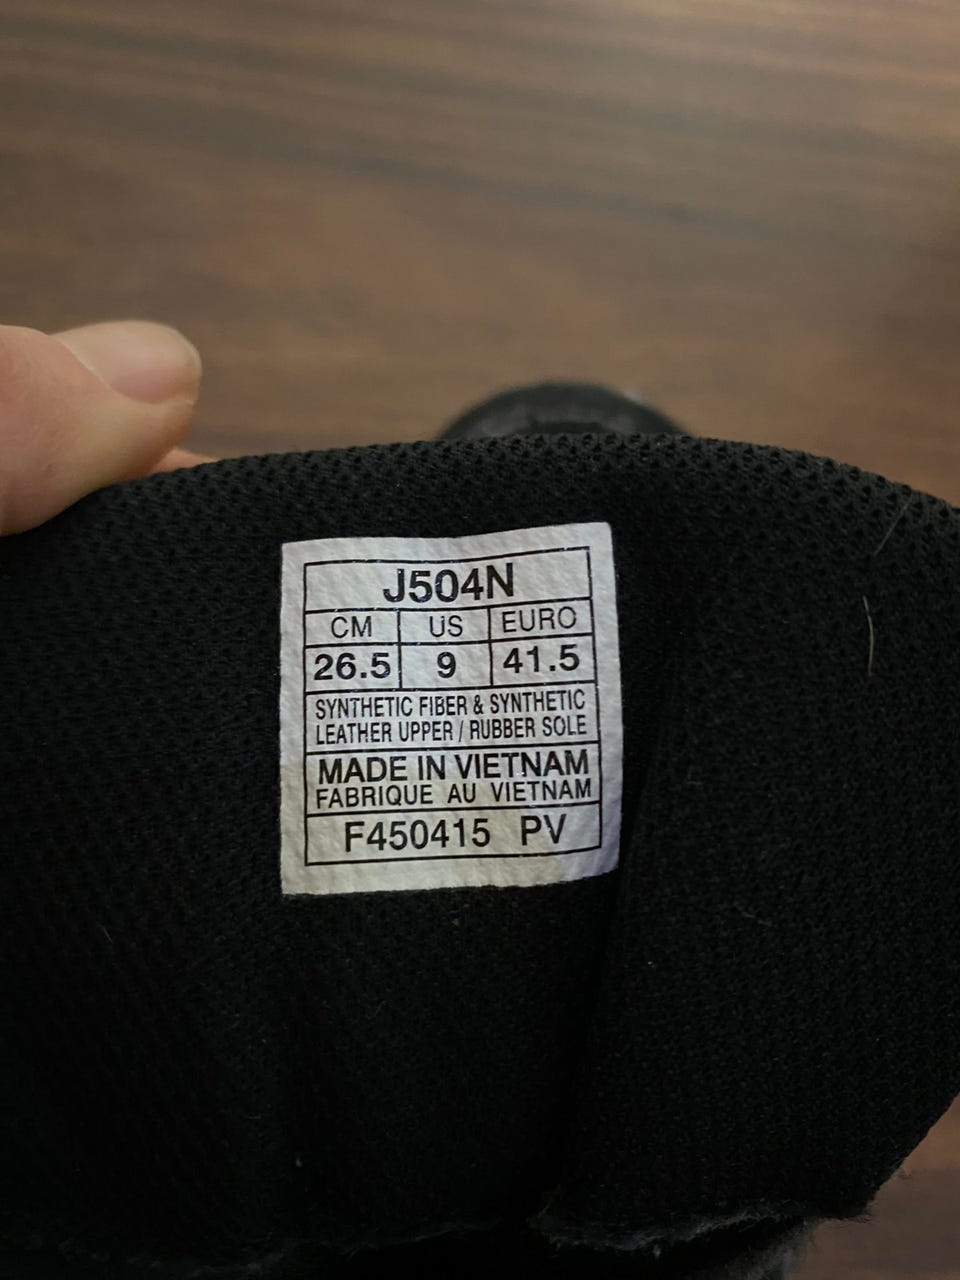 J504N
CM US EURO
26.5 9 41.5
SYNTHETIC FIBER & SYNTHETIC
LEATHER UPPER / RUBBER SOLE
MADE IN VIETNAM
FABRIQUE AU VIETNAM
F450415 PV